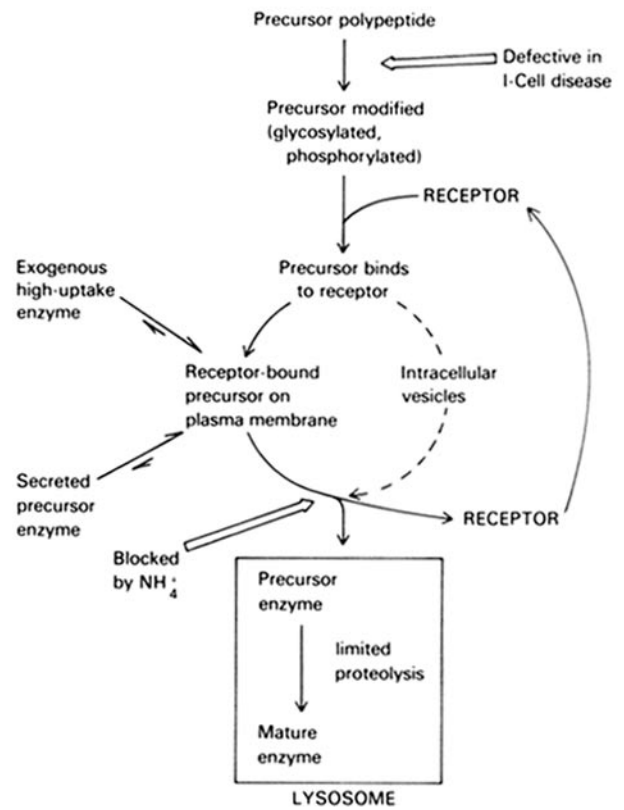 Precursor polypeptide
Defective in
I-Cell disease
Precursor modified
(glycosylated,
phosphorylated)
RECEPTOR
Exogenous
high-uptake
enzyme
Precursor binds
to receptor
Receptor-bound
precursor on
plasma membrane
Intracellular
vesicles
Secreted
precursor
enzyme
RECEPTOR
Blocked
by NH₄⁺
Precursor
enzyme
limited
proteolysis
Mature
enzyme
LYSOSOME